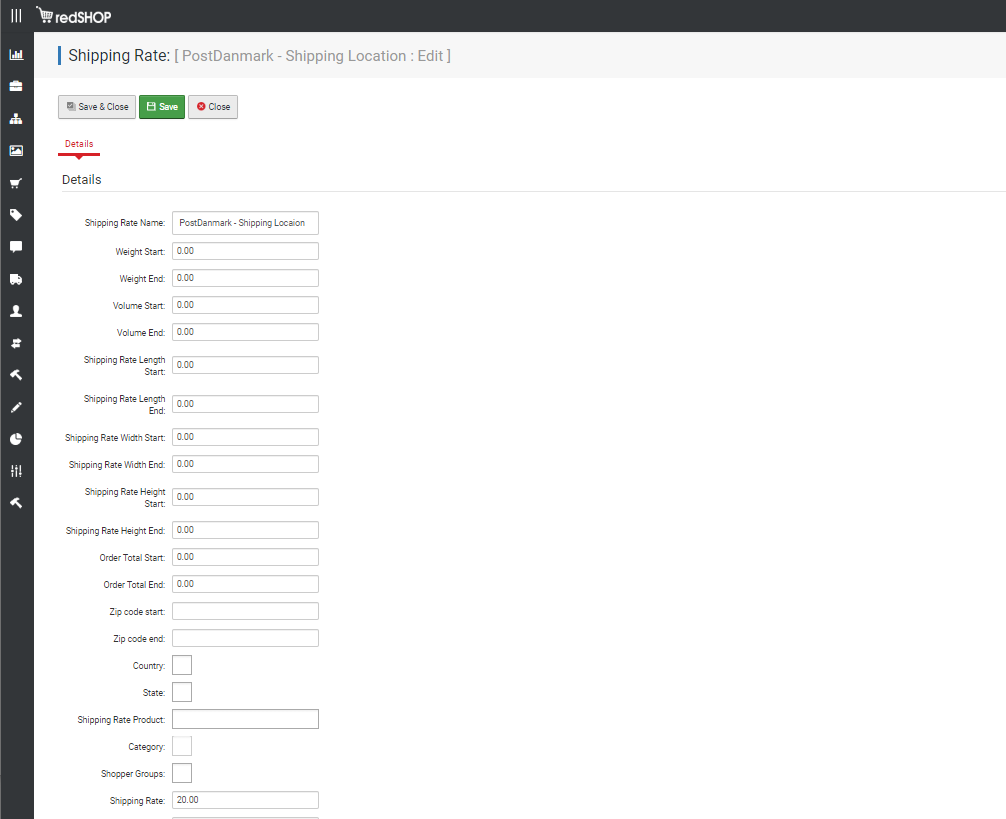 redSHOP
Shipping Rate: [ PostDanmark - Shipping Location : Edit ]
Save & Close Save Close
Details
Details
Shipping Rate Name: PostDanmark - Shipping Locaion
Weight Start: 0.00
Weight End: 0.00
Volume Start: 0.00
Volume End: 0.00
Shipping Rate Length
Start: 0.00
Shipping Rate Length
End: 0.00
Shipping Rate Width Start: 0.00
Shipping Rate Width End: 0.00
Shipping Rate Height
Start: 0.00
Shipping Rate Height End: 0.00
Order Total Start: 0.00
Order Total End: 0.00
Zip code start:
Zip code end:
Country:
State:
Shipping Rate Product:
Category:
Shopper Groups:
Shipping Rate: 20.00